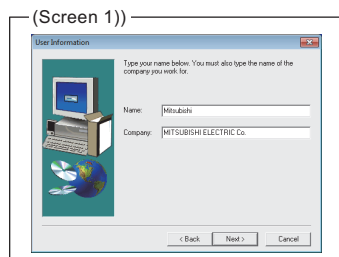 (Screen 1))
User Information
Type your name below. You must also type the name of the
company you work for.
Name:
Mitsubishi
Company:
MITSUBISHI ELECTRIC Co.
< Back
Next >
Cancel